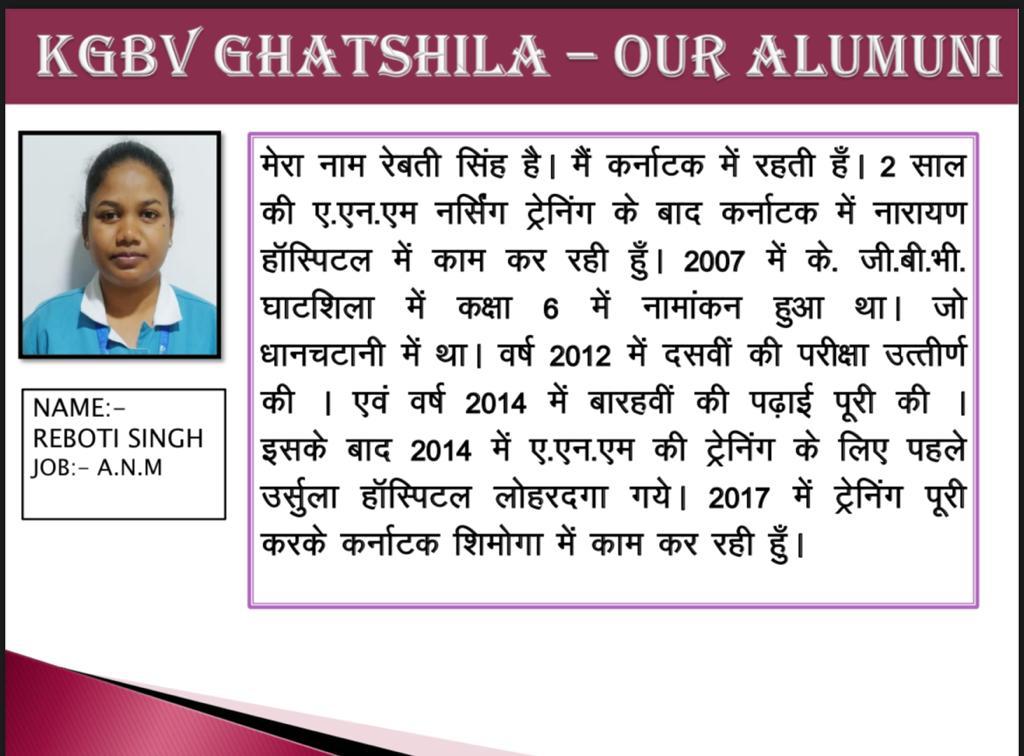 KGBV GHATSHILA – OUR ALUMUNI
मेरा नाम रेबती सिंह है। मैं कर्नाटक में रहती हँ। 2 साल
की ए.एन.एम नर्सिंग ट्रेनिंग के बाद कर्नाटक में नारायण
हॉस्पिटल में काम कर रही हुँ। 2007 में के. जी.बी.भी.
घाटशिला में कक्षा 6 में नामांकन हुआ था। जो
धानचटानी में था। वर्ष 2012 में दसवीं की परीक्षा उत्तीर्ण
की । एवं वर्ष 2014 में बारहवीं की पढ़ाई पूरी की ।
इसके बाद 2014 में ए.एन.एम की ट्रेनिंग के लिए पहले
उर्सुला हॉस्पिटल लोहरदगा गये। 2017 में ट्रेनिंग पूरी
करके कर्नाटक शिमोगा में काम कर रही हुँ।
NAME:-
REBOTI SINGH
JOB:- A.N.M